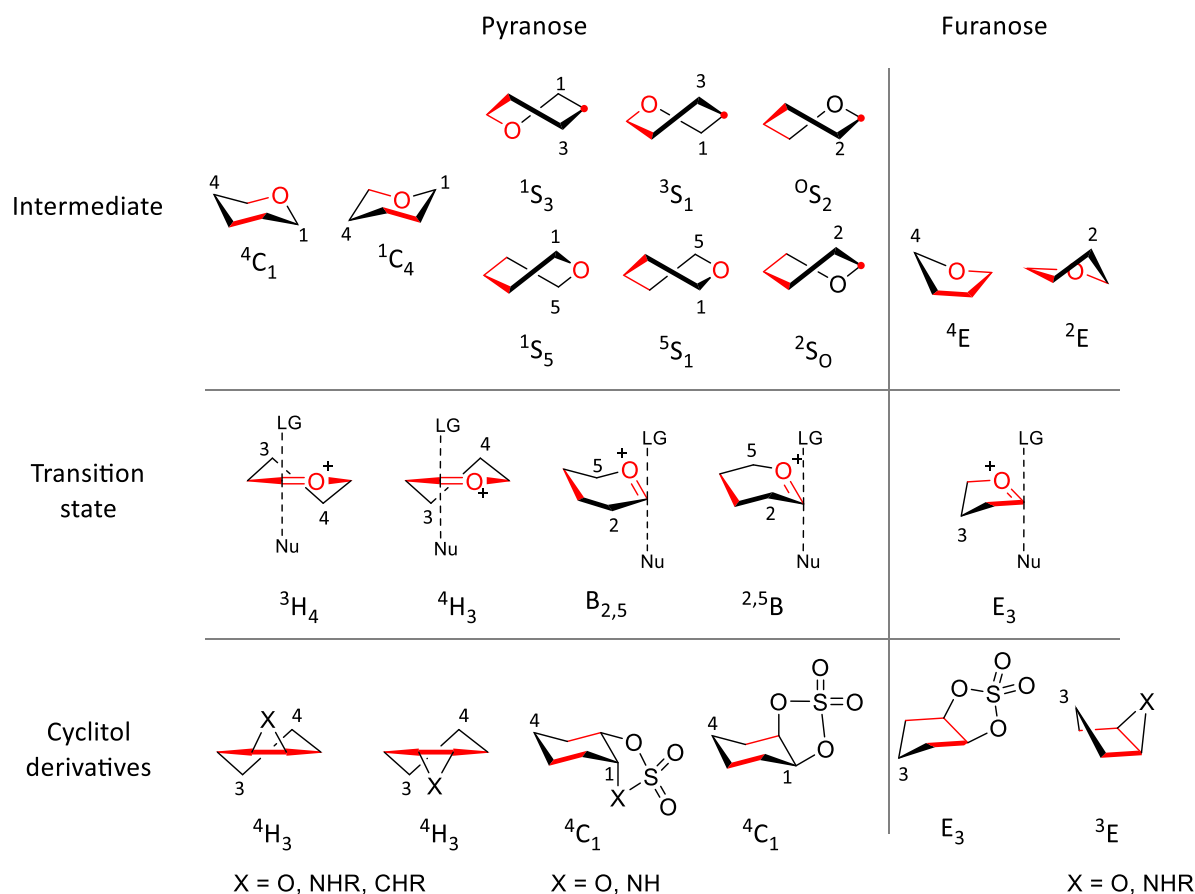 Pyranose Furanose
1 3 O
O
O 3 1 2
4 O 1 ¹S₃ ³S₁ ᴼS₂
O
1 4
Intermediate
⁴C₁ ¹C₄
1 5 2
O O O
5 1
¹S₅ ⁵S₁ ²Sₒ
4 2
O O
⁴E ²E
LG LG LG LG LG
3 4 5 5
O+ O+ O+ O+ O+
4 3 2 2 3
Nu Nu Nu Nu Nu
Transition
state
³H₄ ⁴H₃ B₂,₅ ²,⁵B E₃
X 4 4
3 3 X
4 O O
1 S
X O
4 O O
S O
O
1
O O
S O
O
3
3 X
Cyclitol
derivatives
⁴H₃ ⁴H₃ ⁴C₁ ⁴C₁ E₃ ³E
X = O, NHR, CHR X = O, NH X = O, NHR